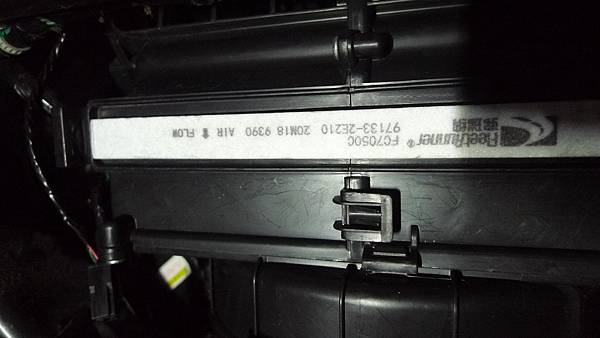 FleetRunner®
FC7050C
97133-2E210 20N18 9390 AIR FLOW